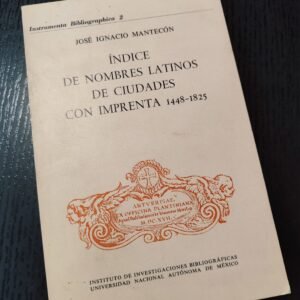 Instrumenta Bibliographica 2
JOSÉ IGNACIO MANTECÓN
ÍNDICE
DE NOMBRES LATINOS
DE CIUDADES
CON IMPRENTA 1448-1825
ANTVERPIAE
EX OFFICINA PLANTINIANA
M.DC.XVII.
INSTITUTO DE INVESTIGACIONES BIBLIOGRÁFICAS
UNIVERSIDAD NACIONAL AUTÓNOMA DE MÉXICO